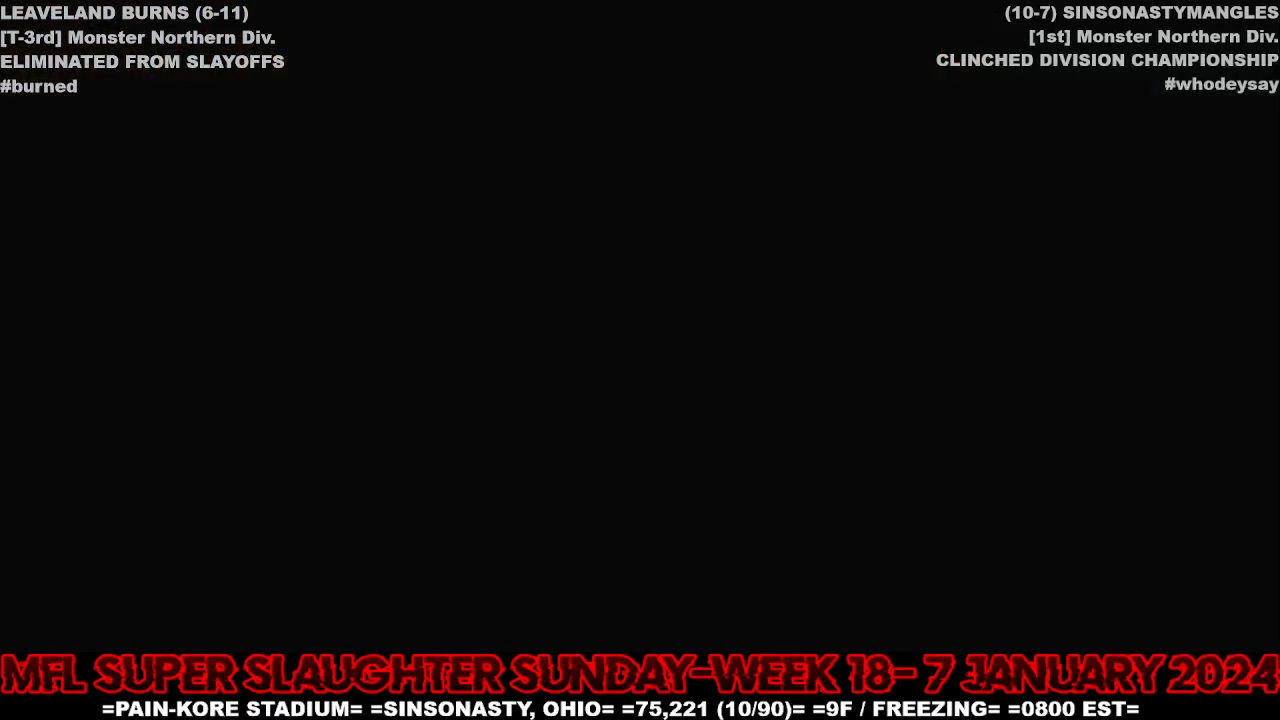 LEAVELAND BURNS (6-11)
[T-3rd] Monster Northern Div.
ELIMINATED FROM SLAYOFFS
#burned
(10-7) SINSONASTYMANGLES
[1st] Monster Northern Div.
CLINCHED DIVISION CHAMPIONSHIP
#whodeysay
MFL SUPER SLAUGHTER SUNDAY-WEEK 18- 7 JANUARY 2024
=PAIN-KORE STADIUM= =SINSONASTY, OHIO= =75,221 (10/90)= =9F / FREEZING= =0800 EST=